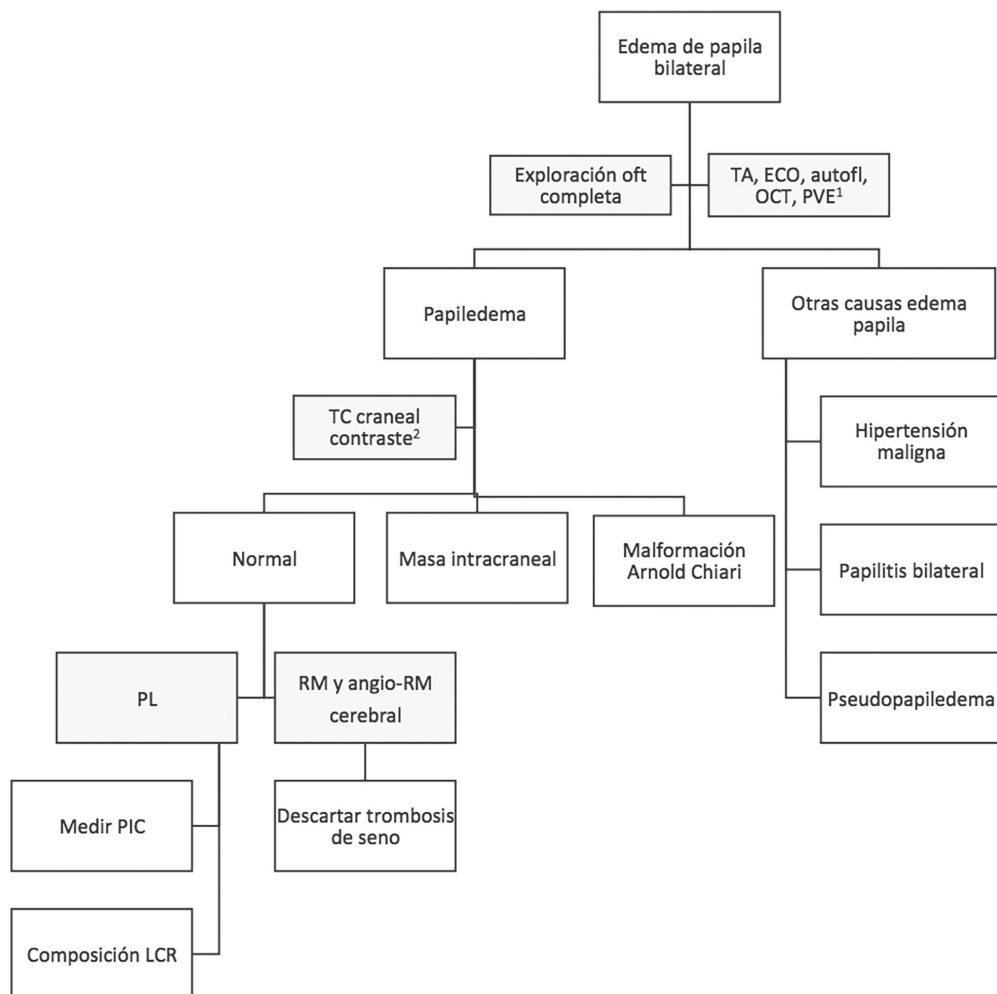 Edema de papila
bilateral
Exploración oft
completa
TA, ECO, autofl,
OCT, PVE¹
Papiledema
Otras causas edema
papila
TC craneal
contraste²
Hipertensión
maligna
Normal
Masa intracraneal
Malformación
Arnold Chiari
Papilitis bilateral
PL
RM y angio-RM
cerebral
Pseudopapiledema
Medir PIC
Descartar trombosis
de seno
Composición LCR